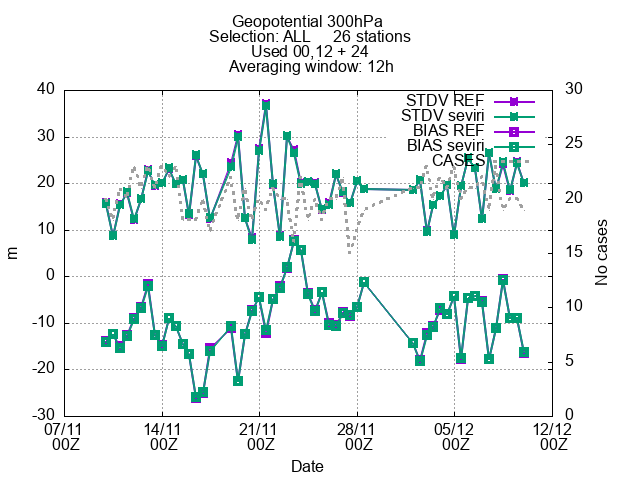 Geopotential 300hPa
Selection: ALL     26 stations
Used 00,12 + 24
Averaging window: 12h
40
30
20
10
0
-10
-20
-30
m
30
25
20
15
10
5
0
No cases
STDV REF
STDV seviri
BIAS REF
BIAS seviri
CASES
07/11 14/11 21/11 28/11 05/12 12/12
00Z 00Z 00Z 00Z 00Z 00Z
Date